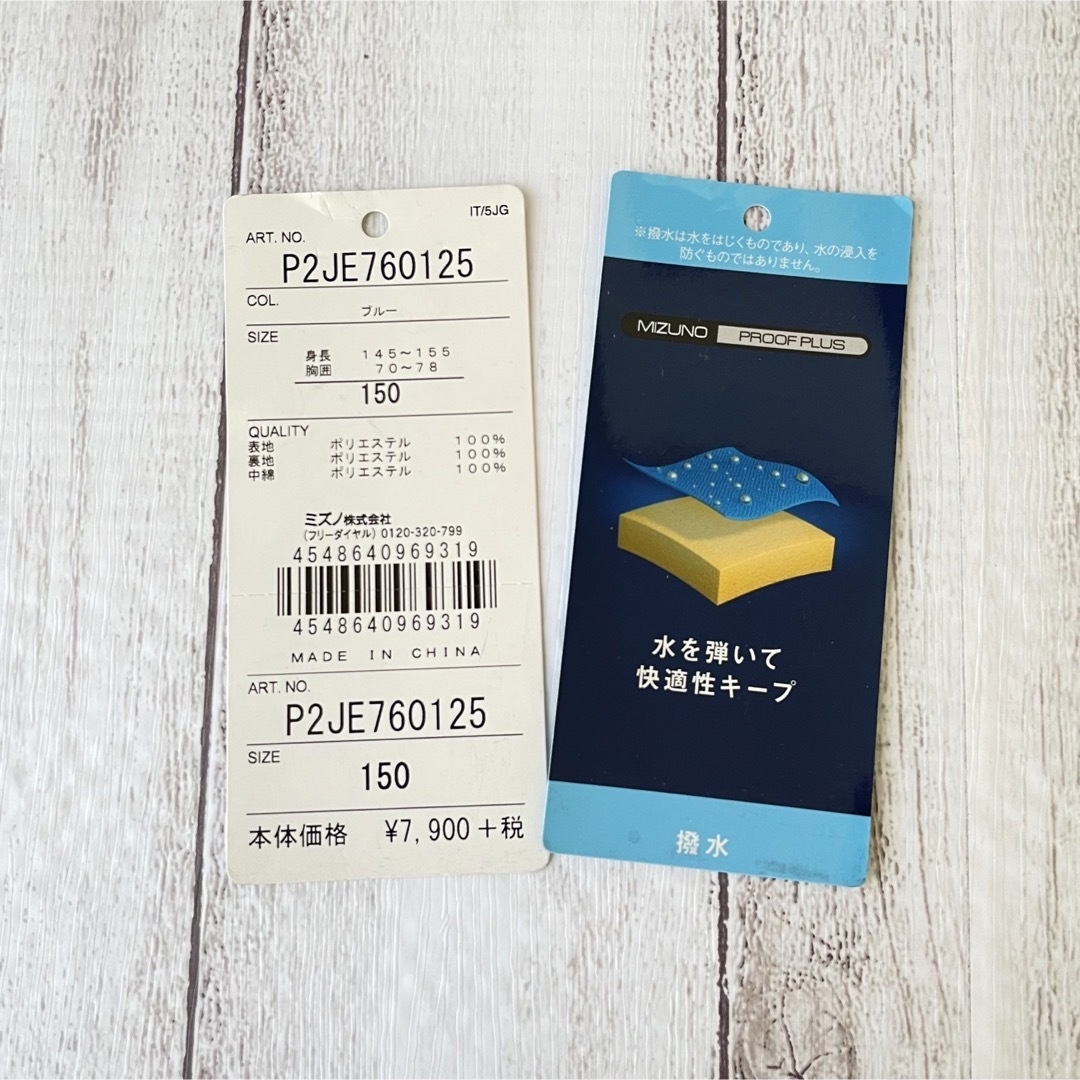 IT/5JG
ART. NO.
P2JE760125
COL.
ブルー
SIZE
身長 145～155
胸囲 70～78
150
QUALITY
表地 ポリエステル 100%
裏地 ポリエステル 100%
中綿 ポリエステル 100%
ミズノ株式会社
(フリーダイヤル) 0120-320-799
4548640969319
4548640969319
MADE IN CHINA
ART. NO.
P2JE760125
SIZE
150
本体価格 ¥7,900+税
※撥水は水をはじくものであり、水の浸入を
防ぐものではありません。
MIZUNO PROOF PLUS
水を弾いて
快適性キープ
撥水